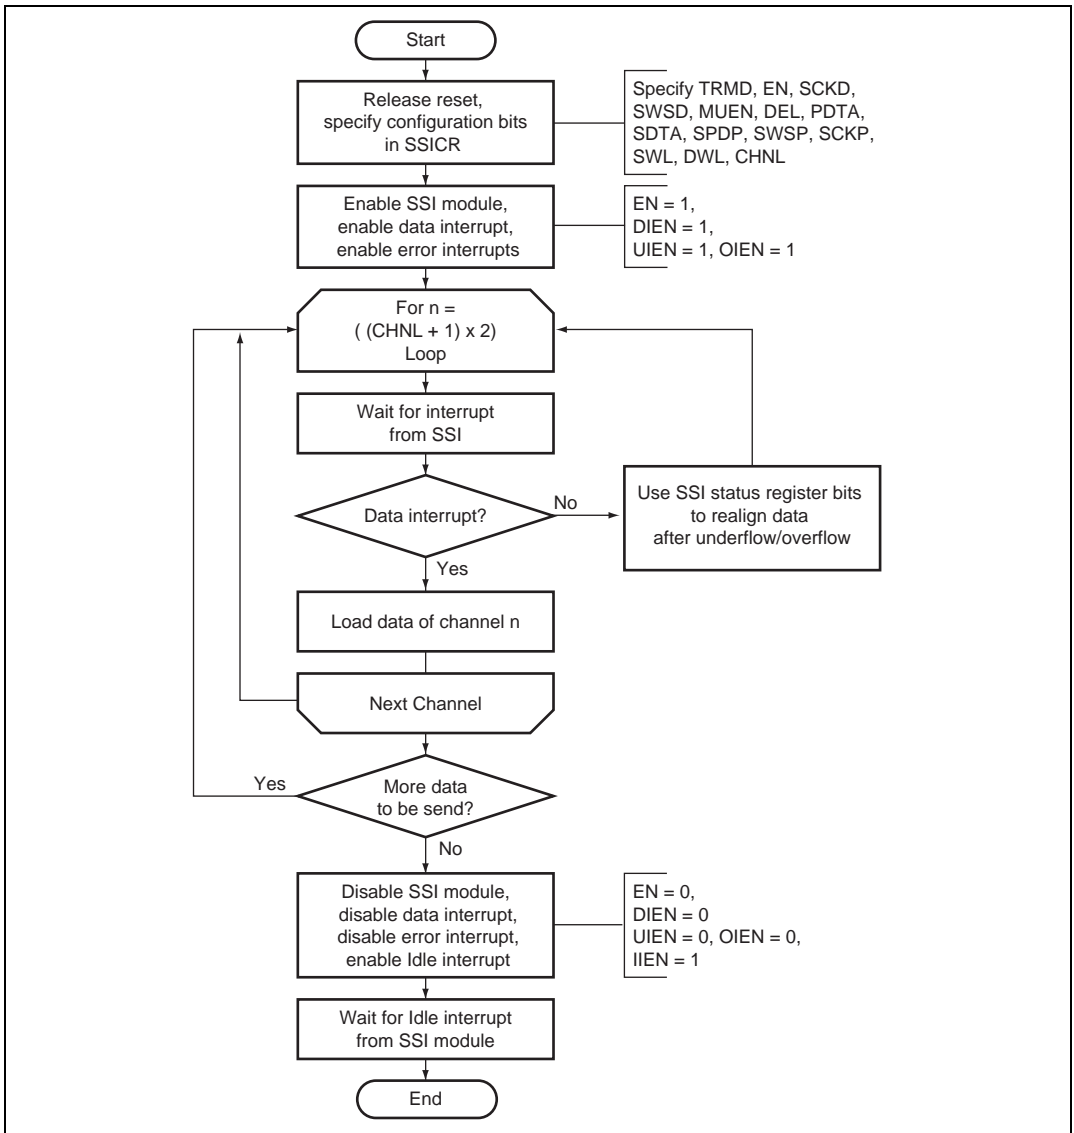 Start
Release reset,
specify configuration bits
in SSICR
Specify TRMD, EN, SCKD,
SWSD, MUEN, DEL, PDTA,
SDTA, SPDP, SWSP, SCKP,
SWL, DWL, CHNL
Enable SSI module,
enable data interrupt,
enable error interrupts
EN = 1,
DIEN = 1,
UIEN = 1, OIEN = 1
For n =
( (CHNL + 1) x 2)
Loop
Wait for interrupt
from SSI
Data interrupt?
No
Use SSI status register bits
to realign data
after underflow/overflow
Yes
Load data of channel n
Next Channel
More data
to be send?
Yes
No
Disable SSI module,
disable data interrupt,
disable error interrupt,
enable Idle interrupt
EN = 0,
DIEN = 0
UIEN = 0, OIEN = 0,
IIEN = 1
Wait for Idle interrupt
from SSI module
End